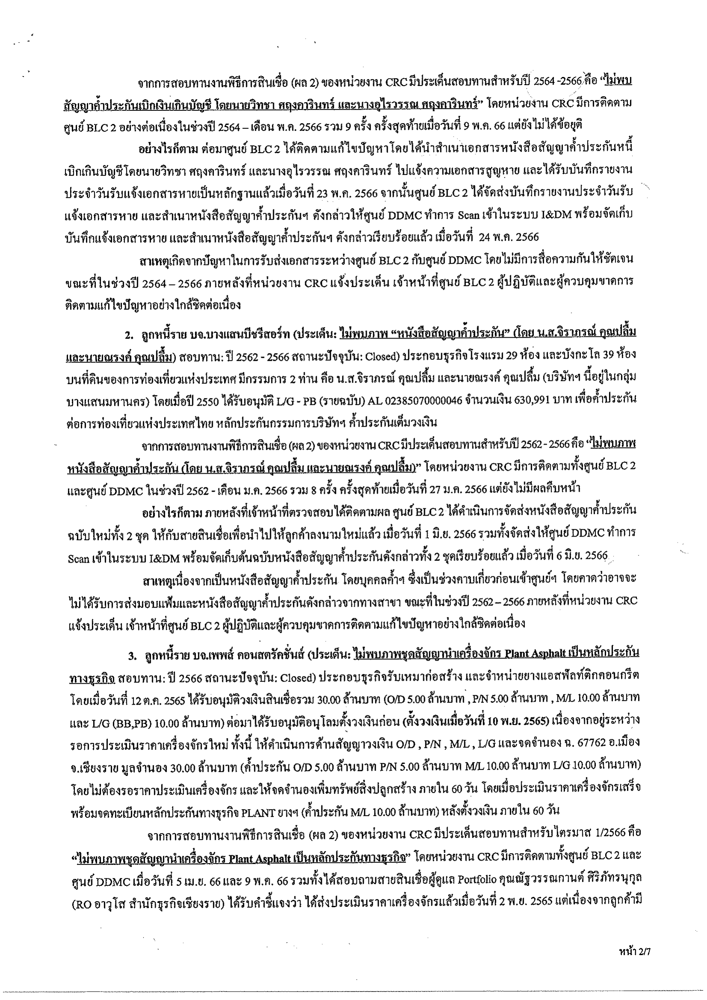 จากการสอบทานงานพิธีการสินเชื่อ (ผล 2) ของหน่วยงาน CRC มีประเด็นสอบทานสำหรับปี 2564 -2566 คือ “ไม่พบ
สัญญาค้ำประกันเบิกเงินเกินบัญชี โดยนายวิทชา ศฤงคารินทร์ และนางอุไรวรรณ ศฤงคารินทร์” โดยหน่วยงาน CRC มีการติดตาม
ศูนย์ BLC 2 อย่างต่อเนื่องในช่วงปี 2564 – เดือน พ.ค. 2566 รวม 9 ครั้ง ครั้งสุดท้ายเมื่อวันที่ 9 พ.ค. 66 แต่ยังไม่ได้ข้อยุติ
อย่างไรก็ตาม ต่อมาศูนย์ BLC 2 ได้ติดตามแก้ไขปัญหาโดยได้นำสำเนาเอกสารหนังสือสัญญาค้ำประกันหนี้
เบิกเกินบัญชีโดยนายวิทชา ศฤงคารินทร์ และนางอุไรวรรณ ศฤงคารินทร์ ไปแจ้งความเอกสารสูญหาย และได้รับบันทึกรายงาน
ประจำวันรับแจ้งเอกสารหายเป็นหลักฐานแล้วเมื่อวันที่ 23 พ.ค. 2566 จากนั้นศูนย์ BLC 2 ได้จัดส่งบันทึกรายงานประจำวันรับ
แจ้งเอกสารหาย และสำเนาหนังสือสัญญาค้ำประกันฯ ดังกล่าวให้ศูนย์ DDMC ทำการ Scan เข้าในระบบ I&DM พร้อมจัดเก็บ
บันทึกแจ้งเอกสารหาย และสำเนาหนังสือสัญญาค้ำประกันฯ ดังกล่าวเรียบร้อยแล้ว เมื่อวันที่ 24 พ.ค. 2566
สาเหตุเกิดจากปัญหาในการรับส่งเอกสารระหว่างศูนย์ BLC 2 กับศูนย์ DDMC โดยไม่มีการสื่อความกันให้ชัดเจน
ขณะที่ในช่วงปี 2564 – 2566 ภายหลังที่หน่วยงาน CRC แจ้งประเด็น เจ้าหน้าที่ศูนย์ BLC 2 ผู้ปฏิบัติและผู้ควบคุมขาดการ
ติดตามแก้ไขปัญหาอย่างใกล้ชิดต่อเนื่อง
2. ลูกหนี้ราย บจ.บางแสนบีชรีสอร์ท (ประเด็น: ไม่พบภาพ “หนังสือสัญญาค้ำประกัน” (โดย น.ส.จิราภรณ์ คุณปลื้ม
และนายณรงค์ คุณปลื้ม) สอบทาน: ปี 2562 - 2566 สถานะปัจจุบัน: Closed) ประกอบธุรกิจโรงแรม 29 ห้อง และบังกะโล 39 ห้อง
บนที่ดินของการท่องเที่ยวแห่งประเทศ มีกรรมการ 2 ท่าน คือ น.ส.จิราภรณ์ คุณปลื้ม และนายณรงค์ คุณปลื้ม (บริษัทฯ นี้อยู่ในกลุ่ม
บางแสนมหานคร) โดยเมื่อปี 2550 ได้รับอนุมัติ L/G - PB (รายฉบับ) AL 02385070000046 จำนวนเงิน 630,991 บาท เพื่อค้ำประกัน
ต่อการท่องเที่ยวแห่งประเทศไทย หลักประกันกรรมการบริษัทฯ ค้ำประกันเต็มวงเงิน
จากการสอบทานงานพิธีการสินเชื่อ (ผล 2) ของหน่วยงาน CRC มีประเด็นสอบทานสำหรับปี 2562 - 2566 คือ “ไม่พบภาพ
หนังสือสัญญาค้ำประกัน (โดย น.ส.จิราภรณ์ คุณปลื้ม และนายณรงค์ คุณปลื้ม)” โดยหน่วยงาน CRC มีการติดตามทั้งศูนย์ BLC 2
และศูนย์ DDMC ในช่วงปี 2562 - เดือน ม.ค. 2566 รวม 8 ครั้ง ครั้งสุดท้ายเมื่อวันที่ 27 ม.ค. 2566 แต่ยังไม่มีผลคืบหน้า
อย่างไรก็ตาม ภายหลังที่เจ้าหน้าที่ตรวจสอบได้ติดตามผล ศูนย์ BLC 2 ได้ดำเนินการจัดส่งหนังสือสัญญาค้ำประกัน
ฉบับใหม่ทั้ง 2 ชุด ให้กับสายสินเชื่อเพื่อนำไปให้ลูกค้าลงนามใหม่แล้ว เมื่อวันที่ 1 มิ.ย. 2566 รวมทั้งจัดส่งให้ศูนย์ DDMC ทำการ
Scan เข้าในระบบ I&DM พร้อมจัดเก็บต้นฉบับหนังสือสัญญาค้ำประกันดังกล่าวทั้ง 2 ชุดเรียบร้อยแล้ว เมื่อวันที่ 6 มิ.ย. 2566
สาเหตุเนื่องจากเป็นหนังสือสัญญาค้ำประกัน โดยบุคคลค้ำฯ ซึ่งเป็นช่วงคาบเกี่ยวก่อนเข้าศูนย์ฯ โดยคาดว่าอาจจะ
ไม่ได้รับการส่งมอบแฟ้มและหนังสือสัญญาค้ำประกันดังกล่าวจากทางสาขา ขณะที่ในช่วงปี 2562 – 2566 ภายหลังที่หน่วยงาน CRC
แจ้งประเด็น เจ้าหน้าที่ศูนย์ BLC 2 ผู้ปฏิบัติและผู้ควบคุมขาดการติดตามแก้ไขปัญหาอย่างใกล้ชิดต่อเนื่อง
3. ลูกหนี้ราย บจ.เพพส์ คอนสตรัคชั่นส์ (ประเด็น: ไม่พบภาพชุดสัญญานำเครื่องจักร Plant Asphalt เป็นหลักประกัน
ทางธุรกิจ สอบทาน: ปี 2566 สถานะปัจจุบัน: Closed) ประกอบธุรกิจรับเหมาก่อสร้าง และจำหน่ายยางแอสฟัลท์ติกคอนกรีต
โดยเมื่อวันที่ 12 ต.ค. 2565 ได้รับอนุมัติวงเงินสินเชื่อรวม 30.00 ล้านบาท (O/D 5.00 ล้านบาท , P/N 5.00 ล้านบาท , M/L 10.00 ล้านบาท
และ L/G (BB,PB) 10.00 ล้านบาท) ต่อมาได้รับอนุมัติอนุโลมตั้งวงเงินก่อน (ตั้งวงเงินเมื่อวันที่ 10 พ.ย. 2565) เนื่องจากอยู่ระหว่าง
รอการประเมินราคาเครื่องจักรใหม่ ทั้งนี้ ให้ดำเนินการด้านสัญญาวงเงิน O/D , P/N , M/L , L/G และจดจำนอง ฉ. 67762 อ.เมือง
จ.เชียงราย มูลจำนอง 30.00 ล้านบาท (ค้ำประกัน O/D 5.00 ล้านบาท P/N 5.00 ล้านบาท M/L 10.00 ล้านบาท L/G 10.00 ล้านบาท)
โดยไม่ต้องรอราคาประเมินเครื่องจักร และให้จดจำนองเพิ่มทรัพย์สิ่งปลูกสร้าง ภายใน 60 วัน โดยเมื่อประเมินราคาเครื่องจักรเสร็จ
พร้อมจดทะเบียนหลักประกันทางธุรกิจ PLANT ยางฯ (ค้ำประกัน M/L 10.00 ล้านบาท) หลังตั้งวงเงิน ภายใน 60 วัน
จากการสอบทานงานพิธีการสินเชื่อ (ผล 2) ของหน่วยงาน CRC มีประเด็นสอบทานสำหรับไตรมาส 1/2566 คือ
“ไม่พบภาพชุดสัญญานำเครื่องจักร Plant Asphalt เป็นหลักประกันทางธุรกิจ” โดยหน่วยงาน CRC มีการติดตามทั้งศูนย์ BLC 2 และ
ศูนย์ DDMC เมื่อวันที่ 5 เม.ย. 66 และ 9 พ.ค. 66 รวมทั้งได้สอบถามสายสินเชื่อผู้ดูแล Portfolio คุณณัฐวรรณกานต์ ศิริภัทรนุกุล
(RO อาวุโส สำนักธุรกิจเชียงราย) ได้รับคำชี้แจงว่า ได้ส่งประเมินราคาเครื่องจักรแล้วเมื่อวันที่ 2 พ.ย. 2565 แต่เนื่องจากลูกค้ามี
หน้า 2/7